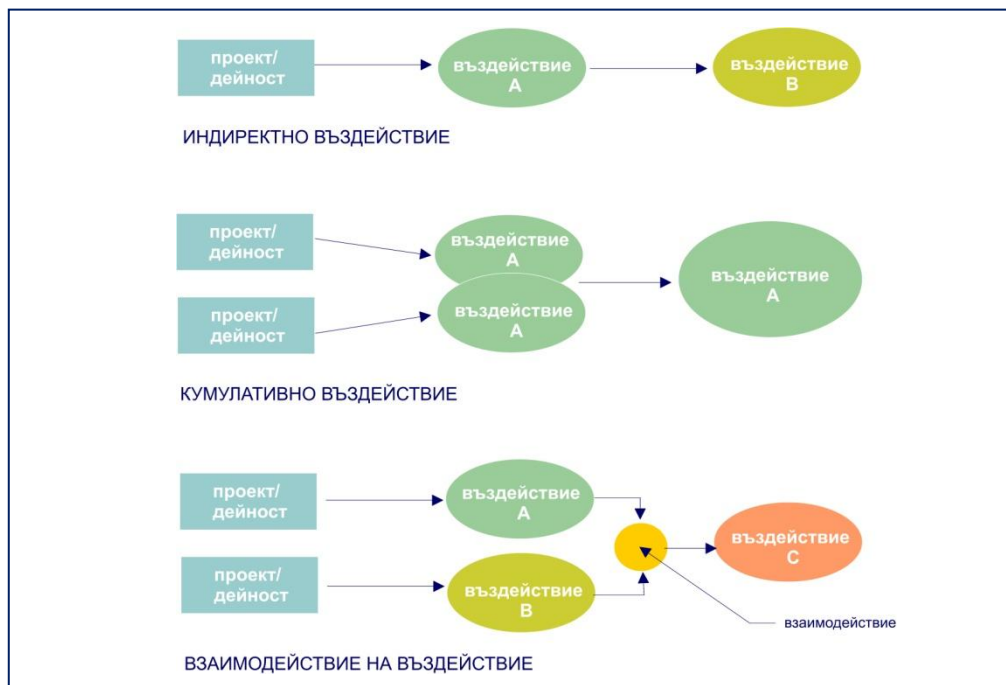 проект/
дейност
въздействие
А
въздействие
В
ИНДИРЕКТНО ВЪЗДЕЙСТВИЕ
проект/
дейност
въздействие
А
въздействие
А
проект/
дейност
въздействие
А
КУМУЛАТИВНО ВЪЗДЕЙСТВИЕ
проект/
дейност
въздействие
А
въздействие
С
проект/
дейност
въздействие
В
взаимодействие
ВЗАИМОДЕЙСТВИЕ НА ВЪЗДЕЙСТВИЕ